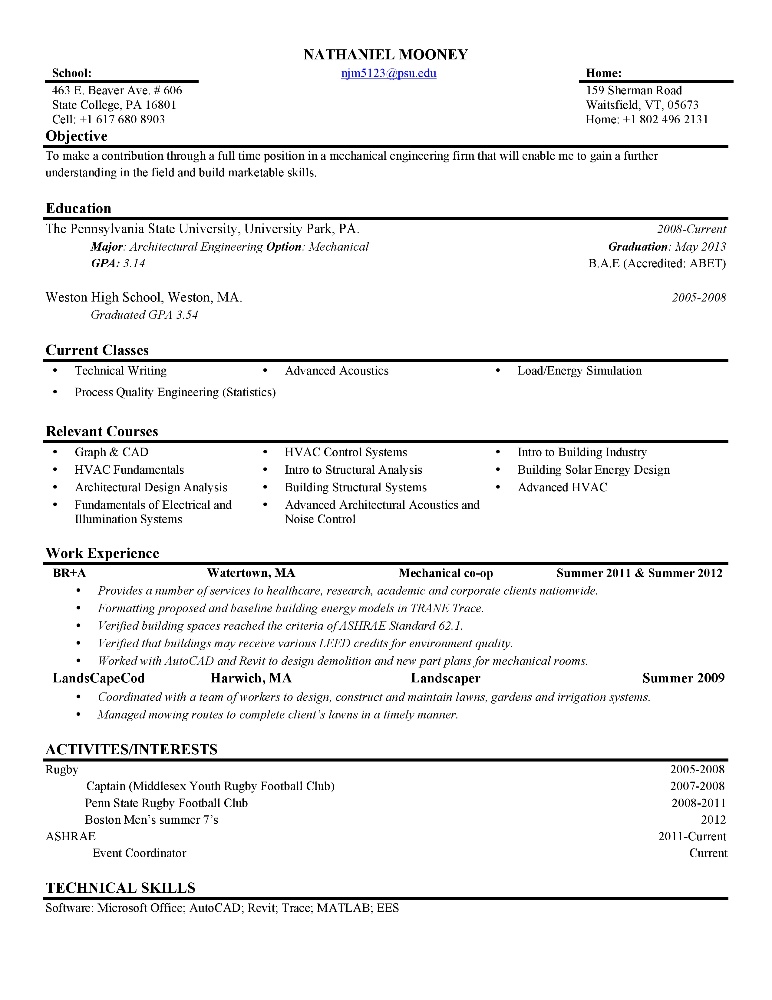 NATHANIEL MOONEY
School: njm5123@psu.edu Home:
463 E. Beaver Ave. # 606 159 Sherman Road
State College, PA 16801 Waitsfield, VT, 05673
Cell: +1 617 680 8903 Home: +1 802 496 2131
Objective
To make a contribution through a full time position in a mechanical engineering firm that will enable me to gain a further
understanding in the field and build marketable skills.
Education
The Pennsylvania State University, University Park, PA. 2008-Current
Major: Architectural Engineering Option: Mechanical Graduation: May 2013
GPA: 3.14 B.A.E (Accredited: ABET)
Weston High School, Weston, MA. 2005-2008
Graduated GPA 3.54
Current Classes
• Technical Writing • Advanced Acoustics • Load/Energy Simulation
• Process Quality Engineering (Statistics)
Relevant Courses
• Graph & CAD • HVAC Control Systems • Intro to Building Industry
• HVAC Fundamentals • Intro to Structural Analysis • Building Solar Energy Design
• Architectural Design Analysis • Building Structural Systems • Advanced HVAC
• Fundamentals of Electrical and • Advanced Architectural Acoustics and
Illumination Systems Noise Control
Work Experience
BR+A Watertown, MA Mechanical co-op Summer 2011 & Summer 2012
• Provides a number of services to healthcare, research, academic and corporate clients nationwide.
• Formatting proposed and baseline building energy models in TRANE Trace.
• Verified building spaces reached the criteria of ASHRAE Standard 62.1.
• Verified that buildings may receive various LEED credits for environment quality.
• Worked with AutoCAD and Revit to design demolition and new part plans for mechanical rooms.
LandsCapeCod Harwich, MA Landscaper Summer 2009
• Coordinated with a team of workers to design, construct and maintain lawns, gardens and irrigation systems.
• Managed mowing routes to complete client's lawns in a timely manner.
ACTIVITES/INTERESTS
Rugby 2005-2008
Captain (Middlesex Youth Rugby Football Club) 2007-2008
Penn State Rugby Football Club 2008-2011
Boston Men's summer 7's 2012
ASHRAE 2011-Current
Event Coordinator Current
TECHNICAL SKILLS
Software: Microsoft Office; AutoCAD; Revit; Trace; MATLAB; EES